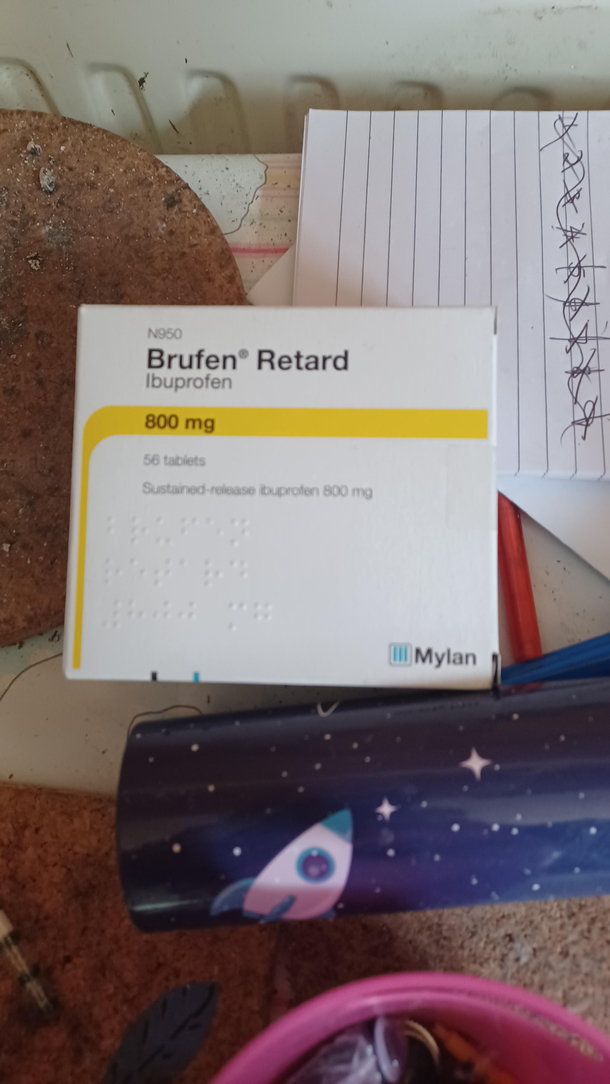 N950
Brufen® Retard
Ibuprofen
800 mg
56 tablets
Sustained-release ibuprofen 800 mg
Mylan